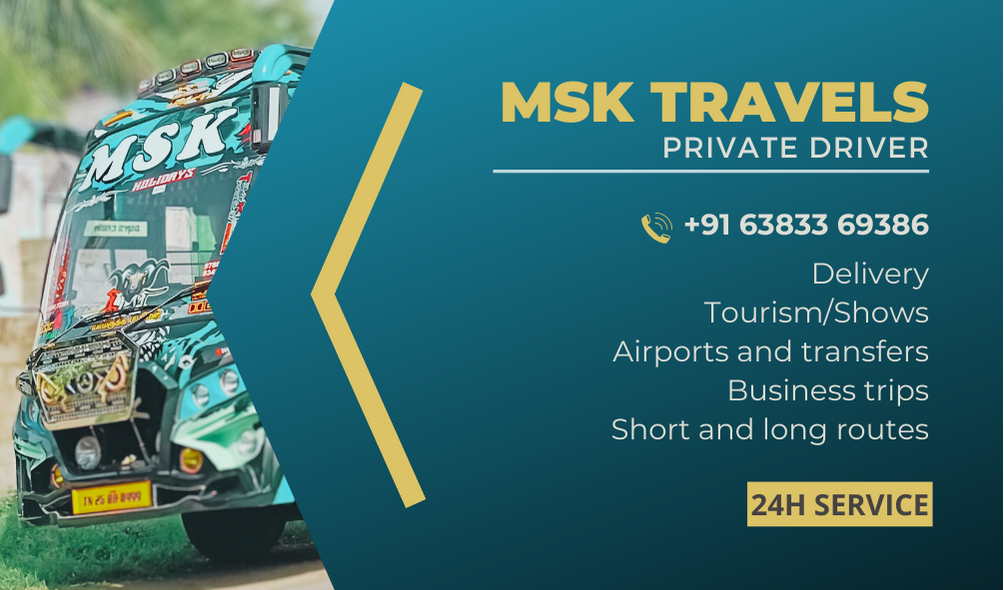 MSK
HOLIDAYS
MSK TRAVELS
PRIVATE DRIVER
+91 63833 69386
Delivery
Tourism/Shows
Airports and transfers
Business trips
Short and long routes
24H SERVICE